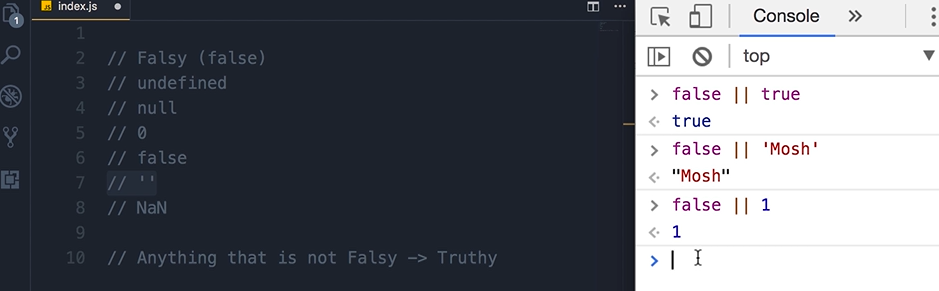 1
JS index.js
1
2 // Falsy (false)
3 // undefined
4 // null
5 // 0
6 // false
7 // ''
8 // NaN
9
10 // Anything that is not Falsy -> Truthy
Console
top
> false || true
true
> false || 'Mosh'
"Mosh"
> false || 1
1
>